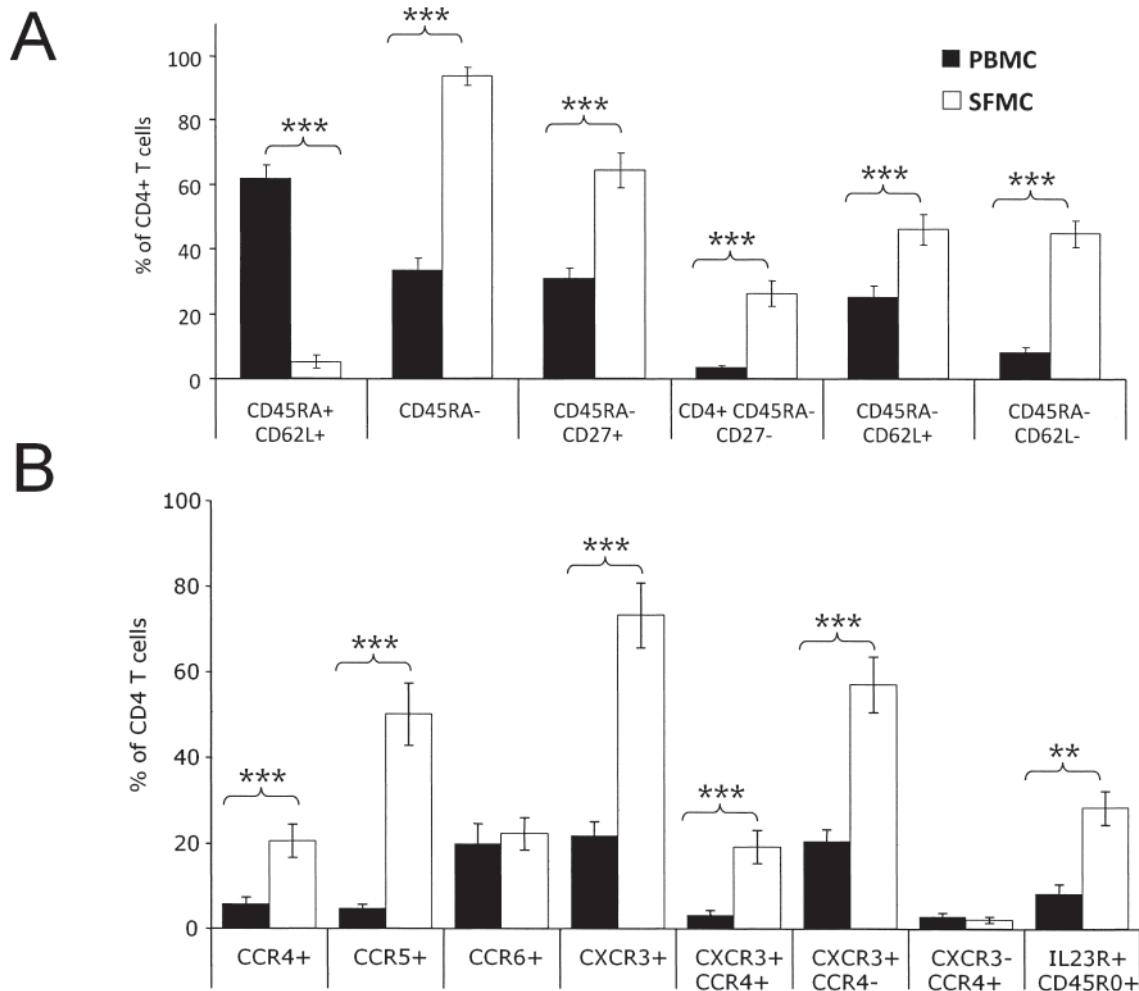 A
% of CD4+ T cells
100
80
60
40
20
0
***
***
***
***
***
***
PBMC
SFMC
CD45RA+
CD62L+
CD45RA-
CD45RA-
CD27+
CD4+ CD45RA-
CD27-
CD45RA-
CD62L+
CD45RA-
CD62L-
B
% of CD4 T cells
100
80
60
40
20
0
***
***
***
***
***
**
CCR4+
CCR5+
CCR6+
CXCR3+
CXCR3+
CCR4+
CXCR3+
CCR4-
CXCR3-
CCR4+
IL23R+
CD45R0+